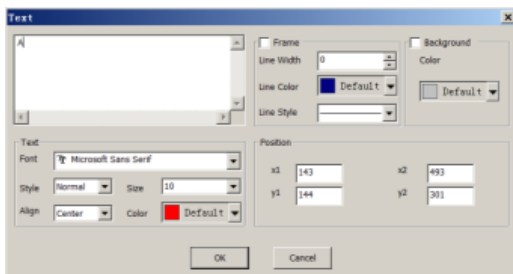 Text
A
Frame
Background
Line Width 0
Color
Line Color Default
Default
Line Style
Text
Font Microsoft Sans Serif
Style Normal Size 10
Align Center Color Default
Position
x1 143 x2 493
y1 144 y2 301
OK Cancel